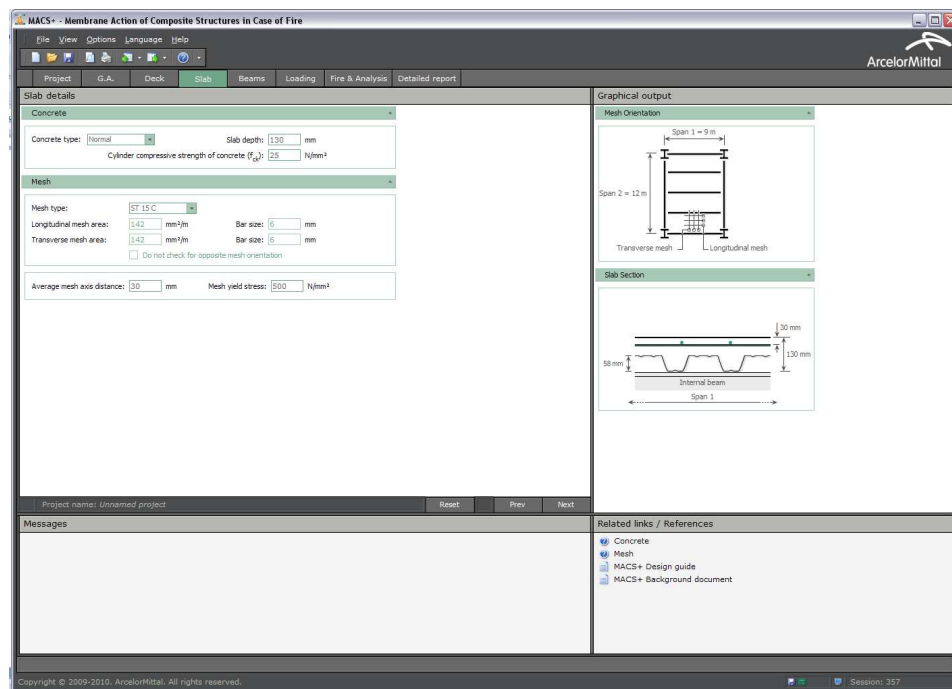 MACS+ - Membrane Action of Composite Structures in Case of Fire
File View Options Language Help
ArcelorMittal
Project G.A. Deck Slab Beams Loading Fire & Analysis Detailed report
Slab details
Concrete
Concrete type: Normal Slab depth: 130 mm
Cylinder compressive strength of concrete (fck): 25 N/mm²
Mesh
Mesh type: ST 15 C
Longitudinal mesh area: 142 mm²/m Bar size: 6 mm
Transverse mesh area: 142 mm²/m Bar size: 6 mm
Do not check for opposite mesh orientation
Average mesh axis distance: 30 mm Mesh yield stress: 500 N/mm²
Project name: Unnamed project Reset Prev Next
Graphical output
Mesh Orientation
Span 1 = 9 m
Span 2 = 12 m
Transverse mesh Longitudinal mesh
Slab Section
30 mm
130 mm
58 mm
Internal beam
Span 1
Messages
Related links / References
Concrete
Mesh
MACS+ Design guide
MACS+ Background document
Copyright © 2009-2010. ArcelorMittal. All rights reserved. Session: 357